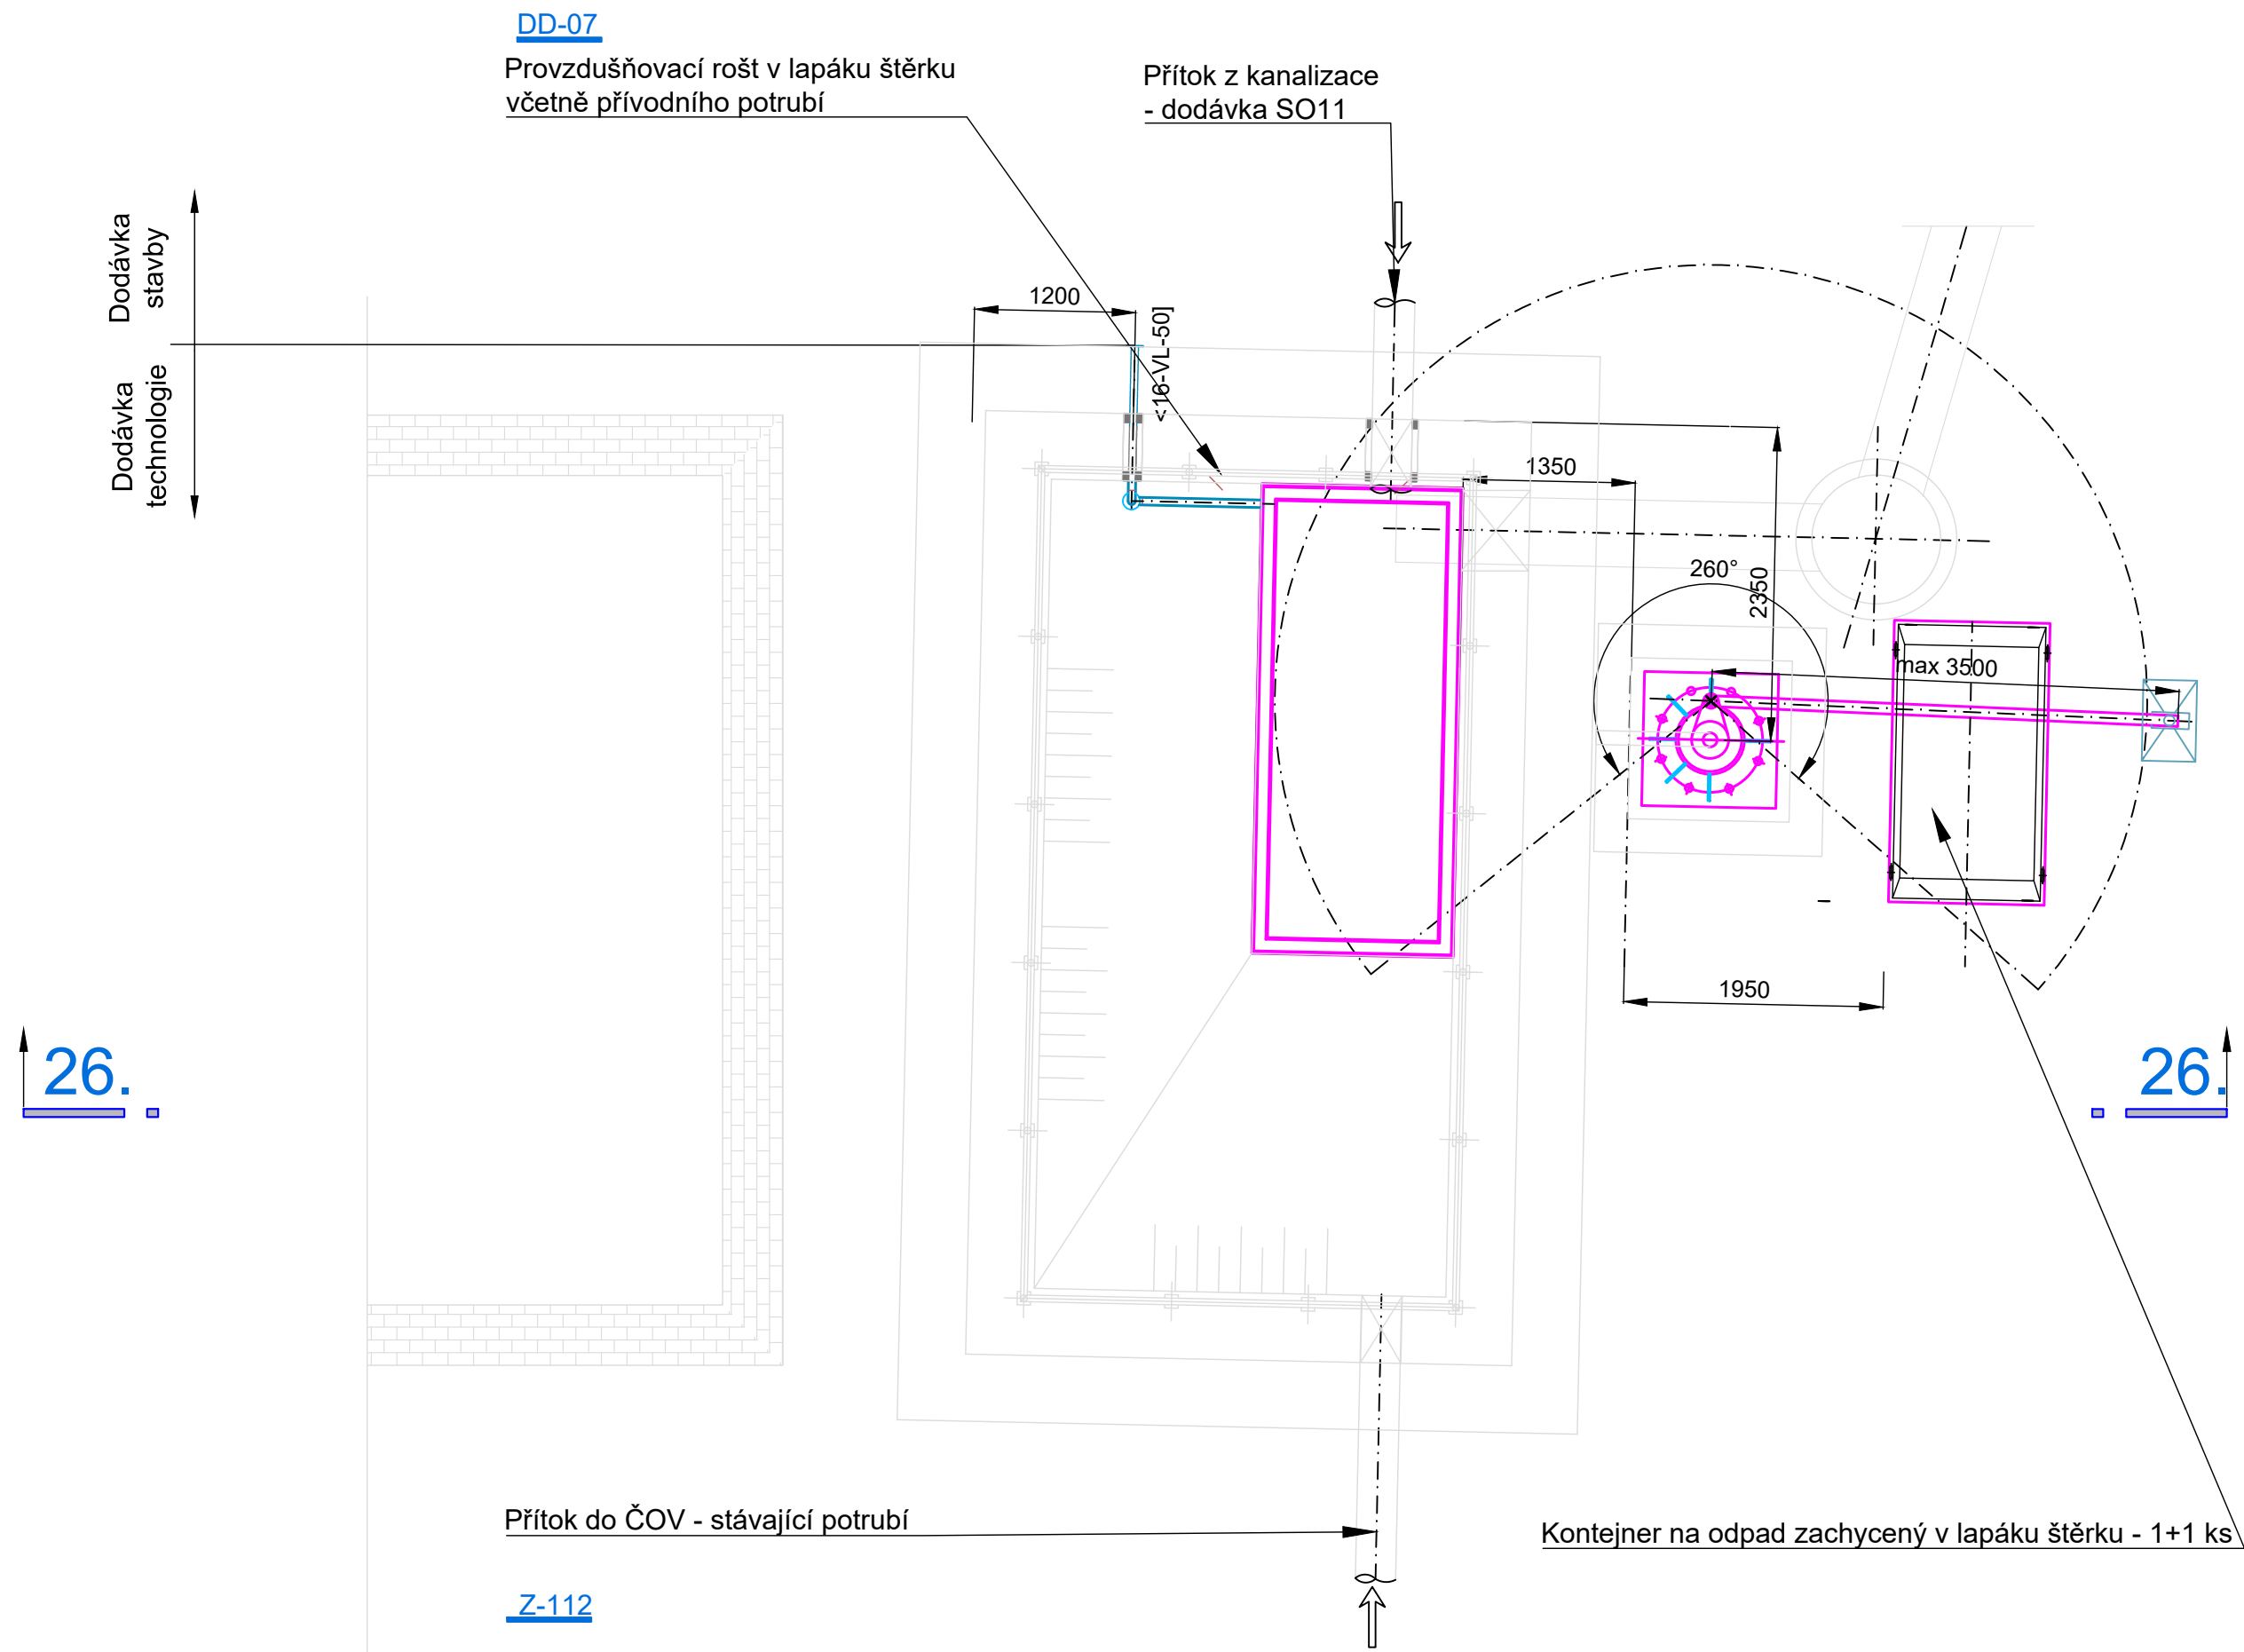 DD-07
Provzdušňovací rošt v lapáku štěrku
včetně přívodního potrubí
Přítok z kanalizace
- dodávka SO11
Dodávka
stavby
Dodávka
technologie
1200
<16-VL-50]
1350
260°
2350
max 3500
1950
26.
26.
Přítok do ČOV - stávající potrubí
Kontejner na odpad zachycený v lapáku štěrku - 1+1 ks
Z-112